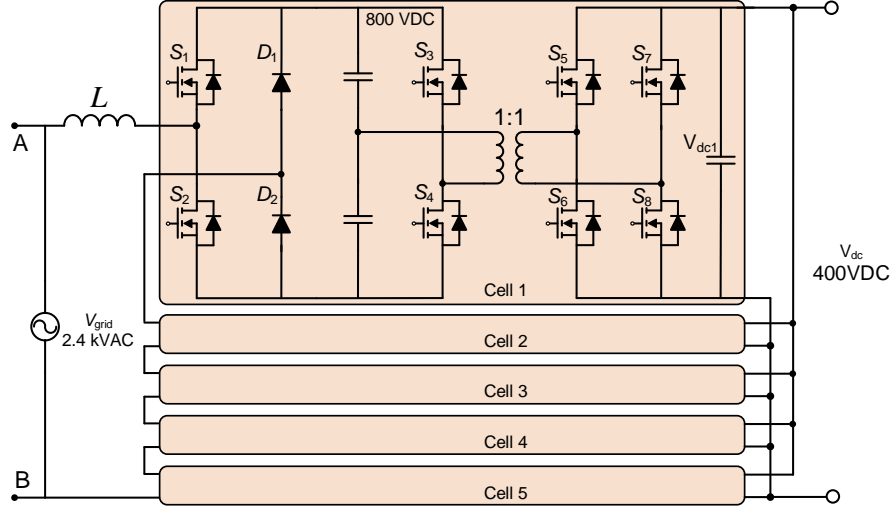 800 VDC
S1
D1
S3
S5
S7
L
1:1
A
Vdc1
S2
D2
S4
S6
S8
Vdc
400VDC
Cell 1
Vgrid
2.4 kVAC
Cell 2
Cell 3
Cell 4
B
Cell 5